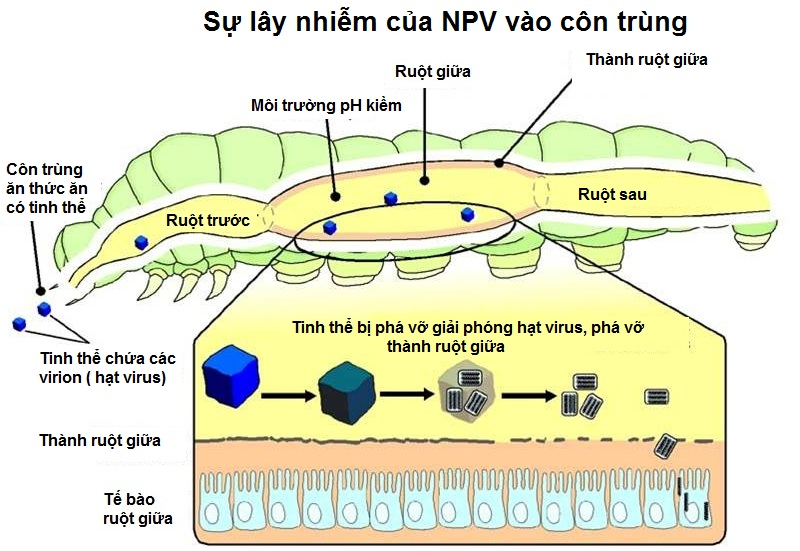 Sự lây nhiễm của NPV vào côn trùng
Thành ruột giữa
Ruột giữa
Môi trường pH kiềm
Côn trùng
ăn thức ăn
có tinh thể
Ruột trước
Ruột sau
Tinh thể chứa các
virion ( hạt virus)
Tinh thể bị phá vỡ giải phóng hạt virus, phá vỡ
thành ruột giữa
Thành ruột giữa
Tế bào
ruột giữa